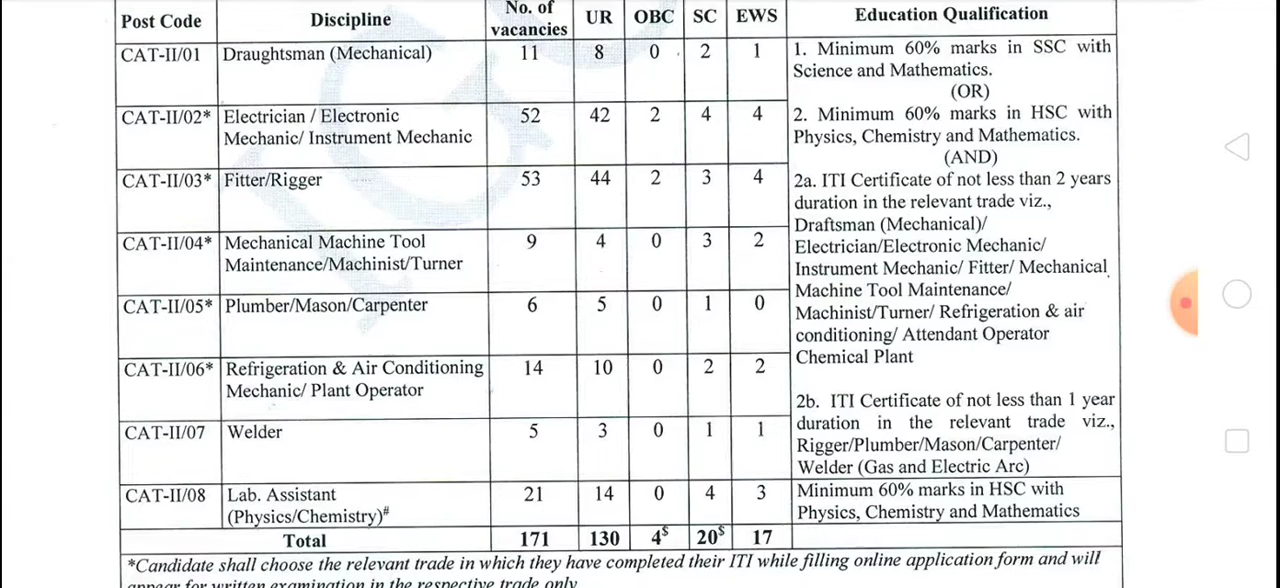 Post Code Discipline No. of vacancies UR OBC SC EWS Education Qualification
CAT-II/01 Draughtsman (Mechanical) 11 8 0 2 1
CAT-II/02* Electrician / Electronic
Mechanic/ Instrument Mechanic 52 42 2 4 4
CAT-II/03* Fitter/Rigger 53 44 2 3 4
CAT-II/04* Mechanical Machine Tool
Maintenance/Machinist/Turner 9 4 0 3 2
CAT-II/05* Plumber/Mason/Carpenter 6 5 0 1 0
CAT-II/06* Refrigeration & Air Conditioning
Mechanic/ Plant Operator 14 10 0 2 2
CAT-II/07 Welder 5 3 0 1 1
1. Minimum 60% marks in SSC with
Science and Mathematics.
(OR)
2. Minimum 60% marks in HSC with
Physics, Chemistry and Mathematics.
(AND)
2a. ITI Certificate of not less than 2 years
duration in the relevant trade viz.,
Draftsman (Mechanical)/
Electrician/Electronic Mechanic/
Instrument Mechanic/ Fitter/ Mechanical
Machine Tool Maintenance/
Machinist/Turner/ Refrigeration & air
conditioning/ Attendant Operator
Chemical Plant
2b. ITI Certificate of not less than 1 year
duration in the relevant trade viz.,
Rigger/Plumber/Mason/Carpenter/
Welder (Gas and Electric Arc)
CAT-II/08 Lab. Assistant
(Physics/Chemistry)# 21 14 0 4 3
Minimum 60% marks in HSC with
Physics, Chemistry and Mathematics
Total 171 130 4$ 20$ 17
*Candidate shall choose the relevant trade in which they have completed their ITI while filling online application form and will
appear for written examination in the respective trade only